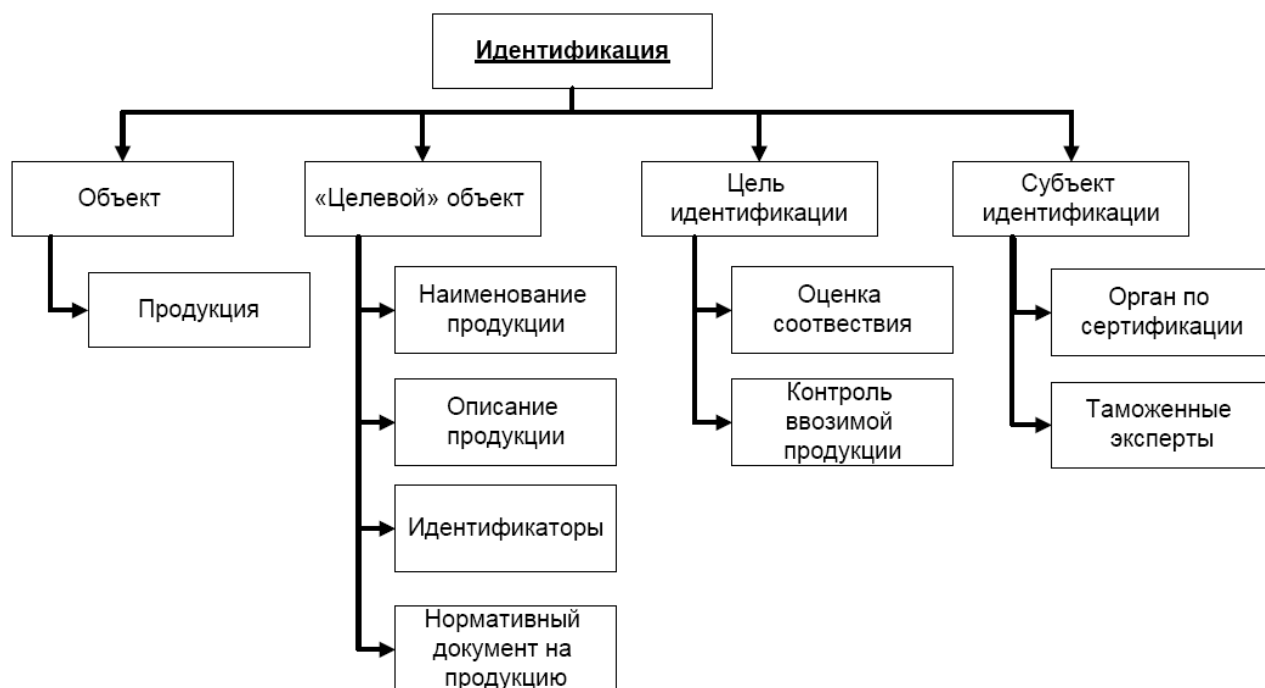 Идентификация
Объект
«Целевой» объект
Цель
идентификации
Субъект
идентификации
Продукция
Наименование
продукции
Описание
продукции
Идентификаторы
Нормативный
документ на
продукцию
Оценка
соотвествия
Контроль
ввозимой
продукции
Орган по
сертификации
Таможенные
эксперты